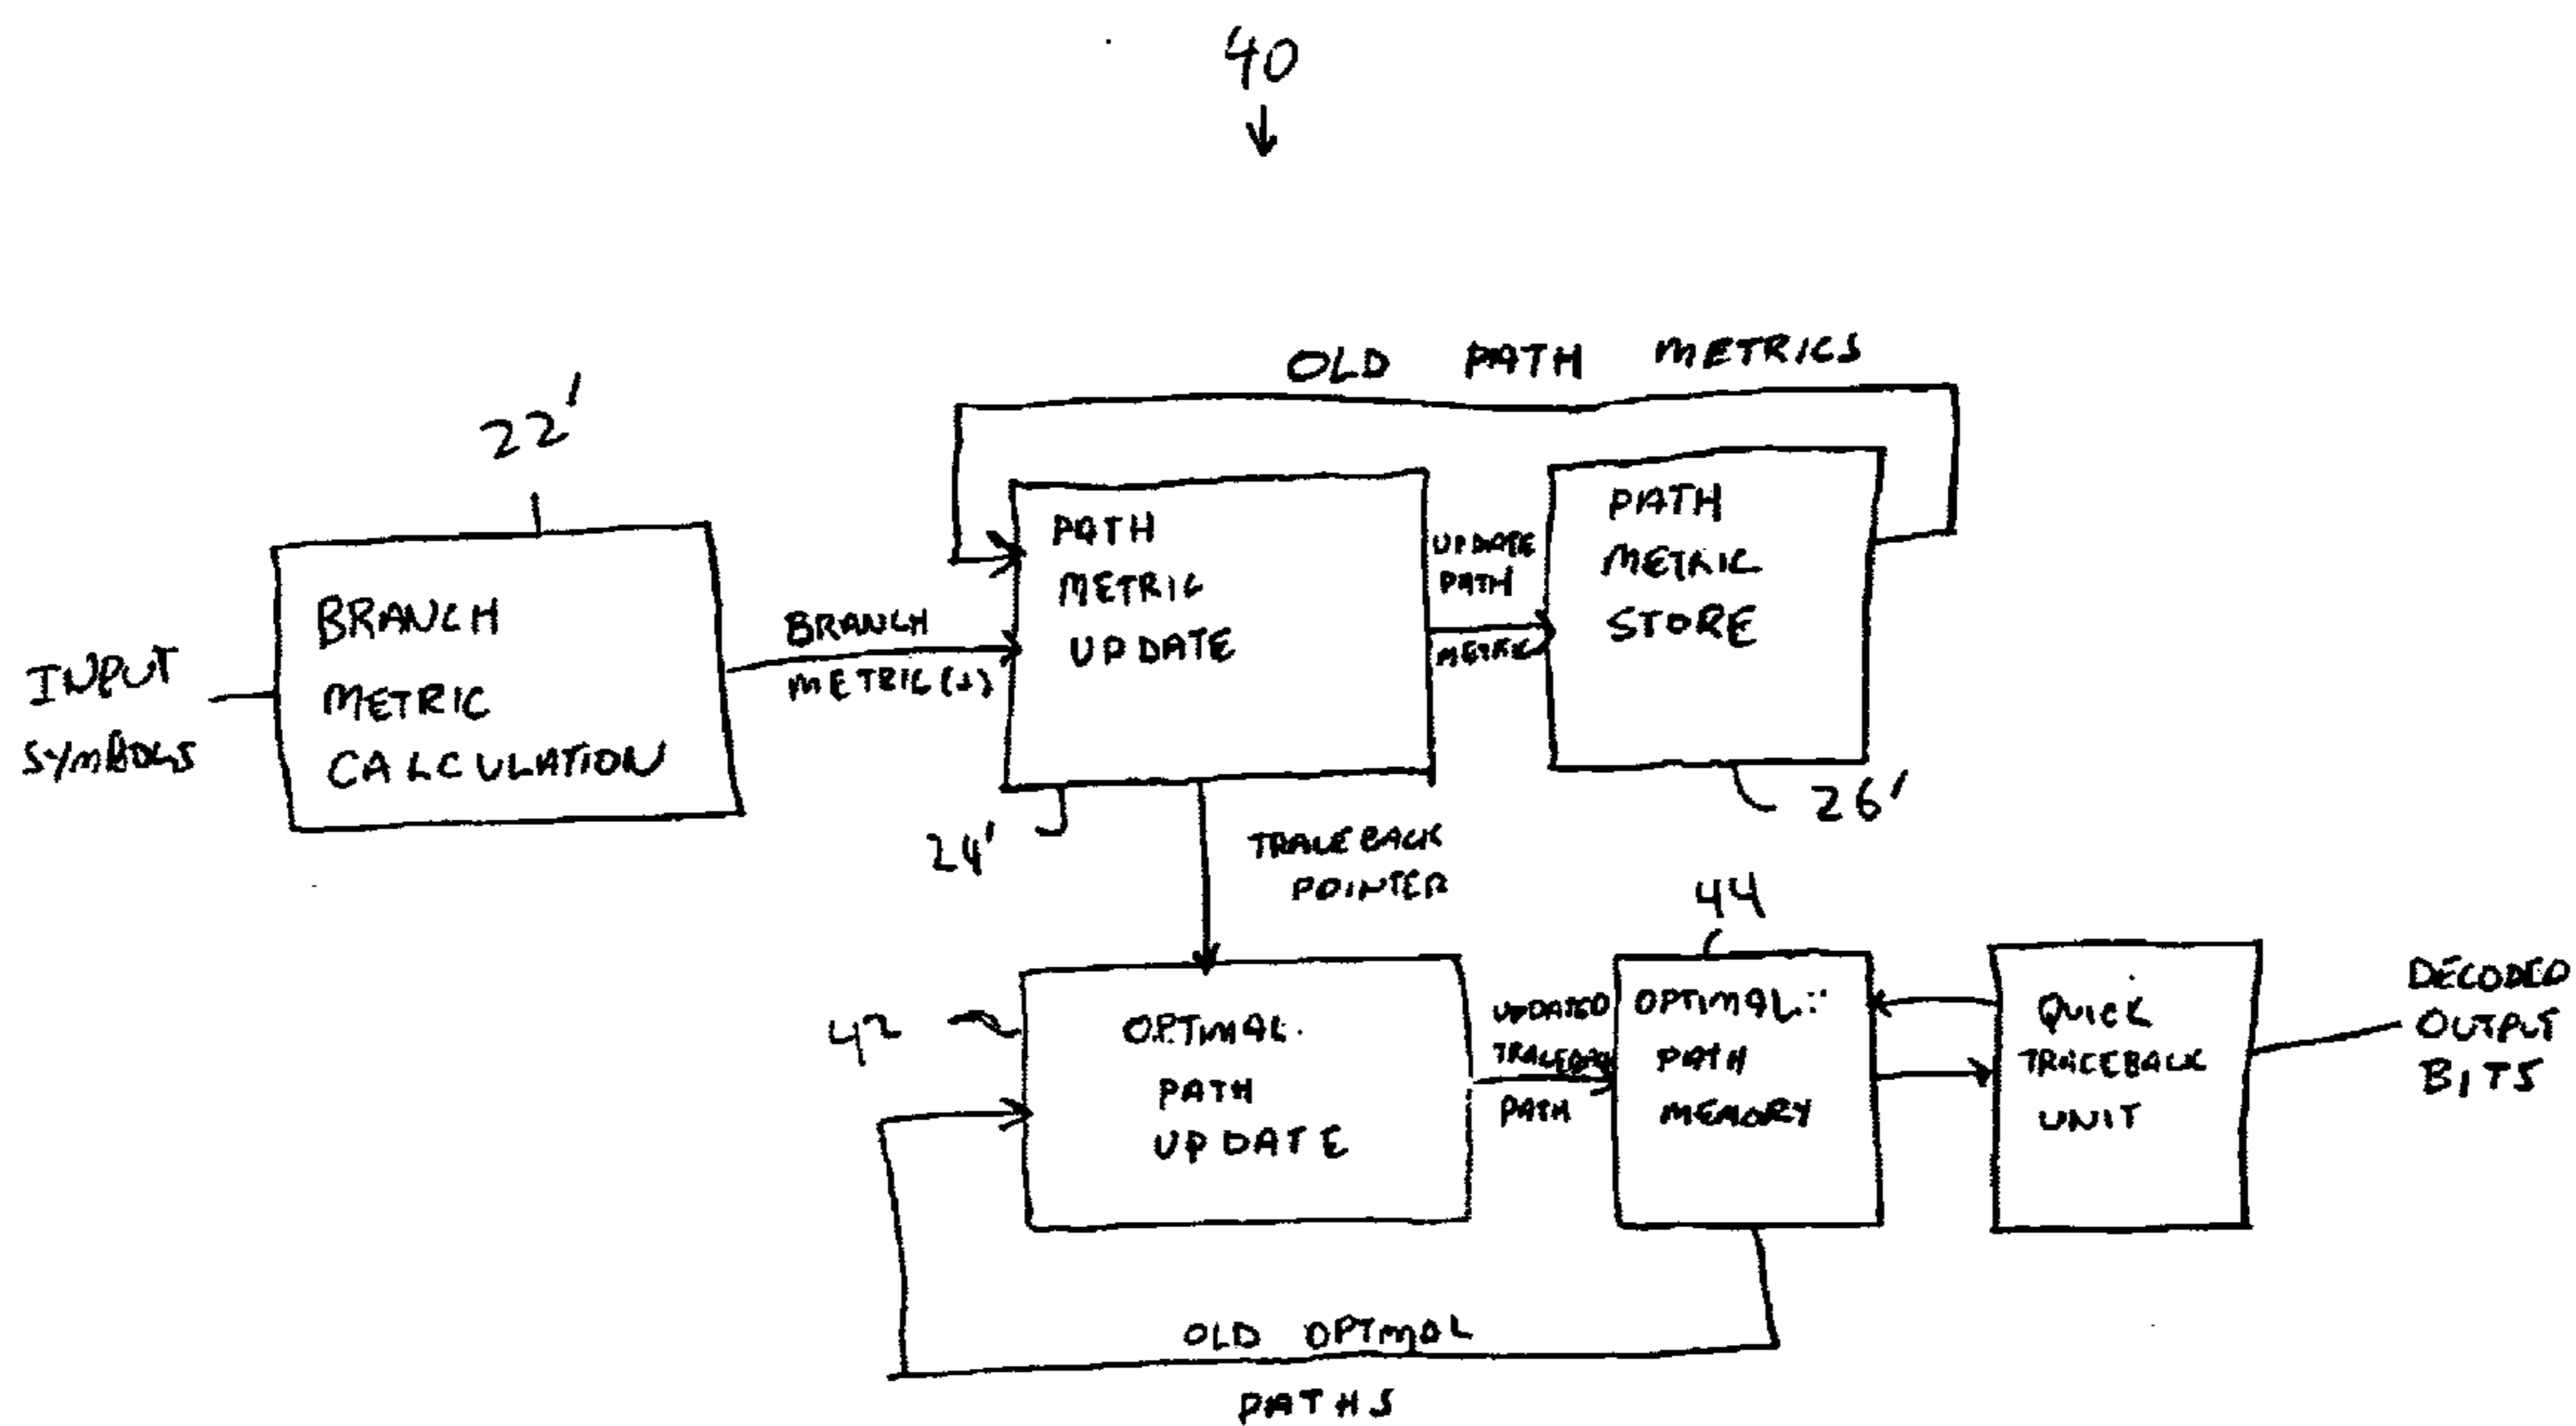 40
OLD PATH METRICS
22'
BRANCH
METRIC
CALCULATION
INPUT
SYMBOLS
BRANCH
METRIC(S)
PATH
METRIC
UPDATE
UPDATE
PATH
METRIC
PATH
METRIC
STORE
24'
26'
TRACEBACK
POINTER
44
42
OPTIMAL
PATH
UPDATE
UPDATED
TRACEBACK
PATH
OPTIMAL
PATH
MEMORY
QUICK
TRACEBACK
UNIT
DECODED
OUTPUT
BITS
OLD OPTIMAL
PATHS